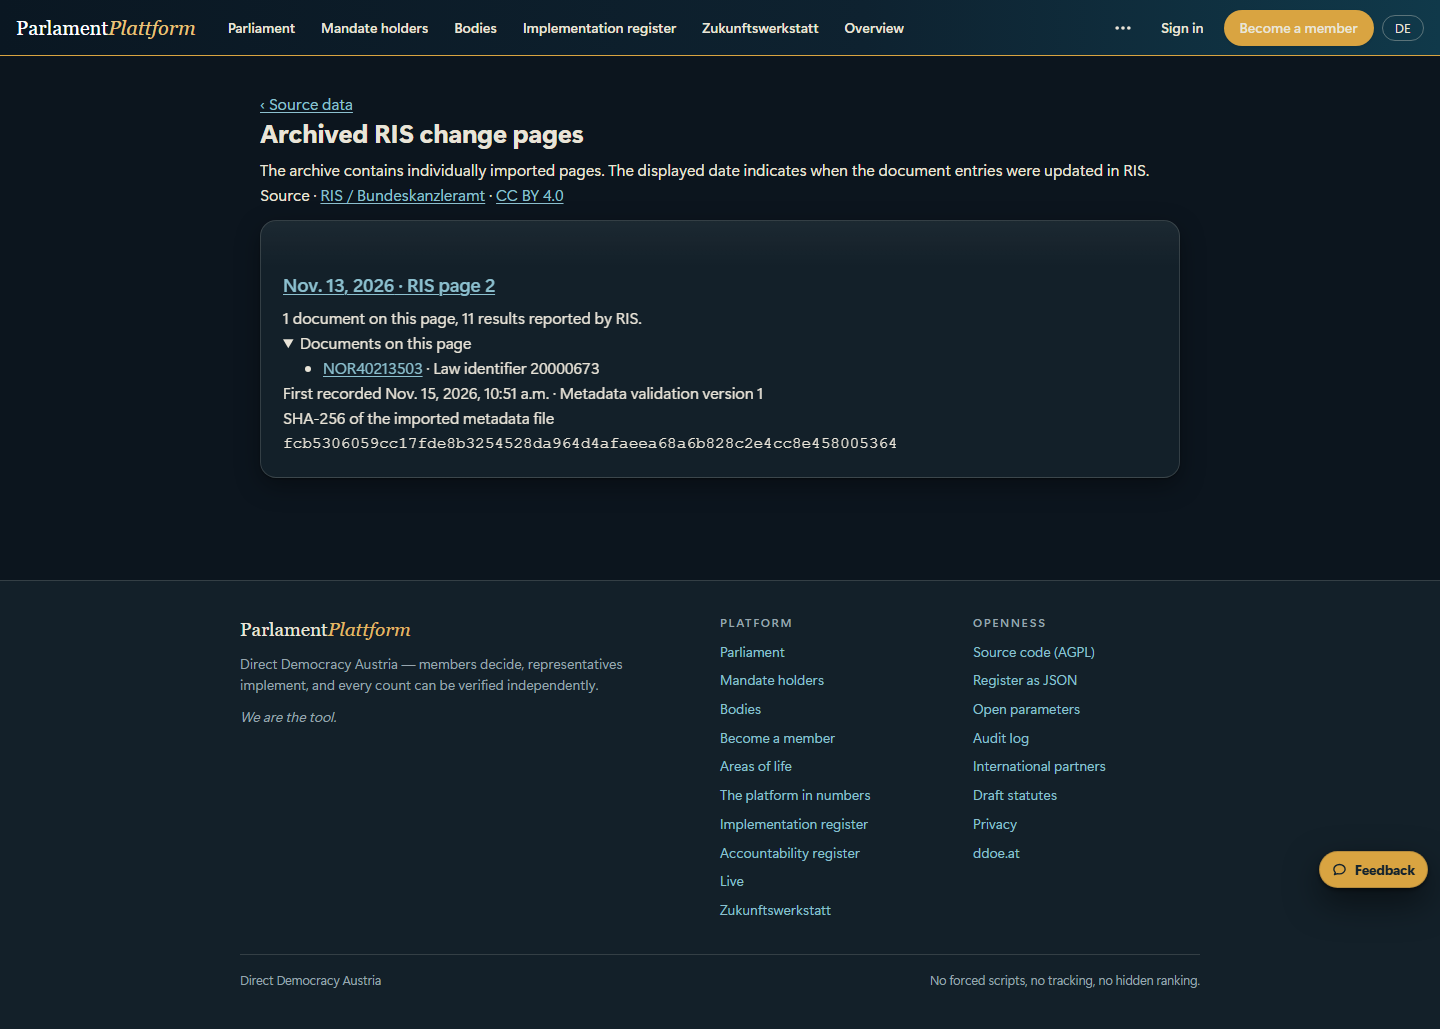 ParlamentPlattform
Parliament
Mandate holders
Bodies
Implementation register
Zukunftswerkstatt
Overview
•••
Sign in
Become a member
DE
‹ Source data
Archived RIS change pages
The archive contains individually imported pages. The displayed date indicates when the document entries were updated in RIS.
Source · RIS / Bundeskanzleramt · CC BY 4.0
Nov. 13, 2026 · RIS page 2
1 document on this page, 11 results reported by RIS.
▼ Documents on this page
• NOR40213503 · Law identifier 20000673
First recorded Nov. 15, 2026, 10:51 a.m. · Metadata validation version 1
SHA-256 of the imported metadata file
fcb5306059cc17fde8b3254528da964d4afaeea68a6b828c2e4cc8e458005364
ParlamentPlattform
Direct Democracy Austria — members decide, representatives
implement, and every count can be verified independently.
We are the tool.
PLATFORM
Parliament
Mandate holders
Bodies
Become a member
Areas of life
The platform in numbers
Implementation register
Accountability register
Live
Zukunftswerkstatt
OPENNESS
Source code (AGPL)
Register as JSON
Open parameters
Audit log
International partners
Draft statutes
Privacy
ddoe.at
Feedback
Direct Democracy Austria
No forced scripts, no tracking, no hidden ranking.